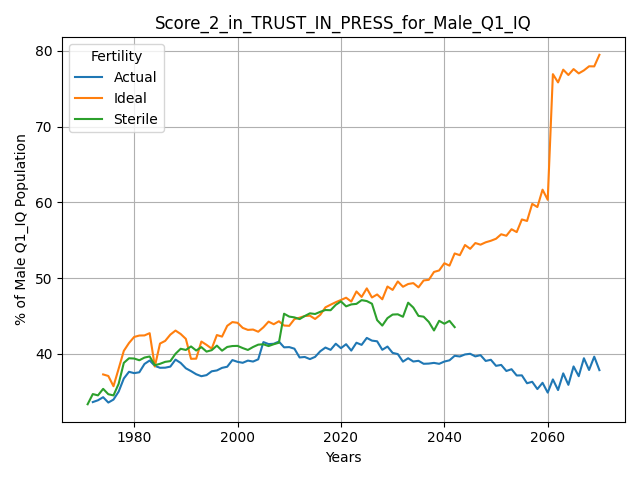 Score_2_in_TRUST_IN_PRESS_for_Male_Q1_IQ
80
70
60
50
40
% of Male Q1_IQ Population
Fertility
Actual
Ideal
Sterile
1980
2000
2020
2040
2060
Years